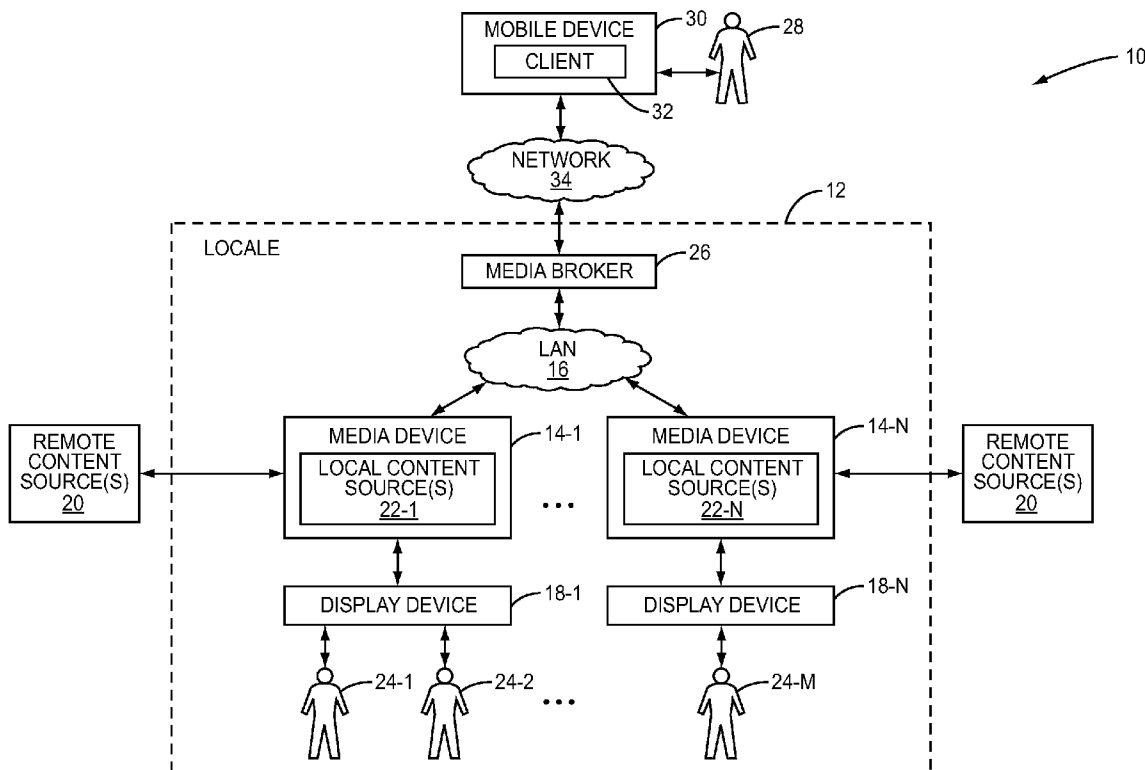 MOBILE DEVICE
CLIENT
30
28
32
10
NETWORK
34
12
LOCALE
MEDIA BROKER
26
LAN
16
REMOTE
CONTENT
SOURCE(S)
20
MEDIA DEVICE
14-1
LOCAL CONTENT
SOURCE(S)
22-1
...
MEDIA DEVICE
14-N
LOCAL CONTENT
SOURCE(S)
22-N
REMOTE
CONTENT
SOURCE(S)
20
DISPLAY DEVICE
18-1
DISPLAY DEVICE
18-N
24-1
24-2
...
24-M